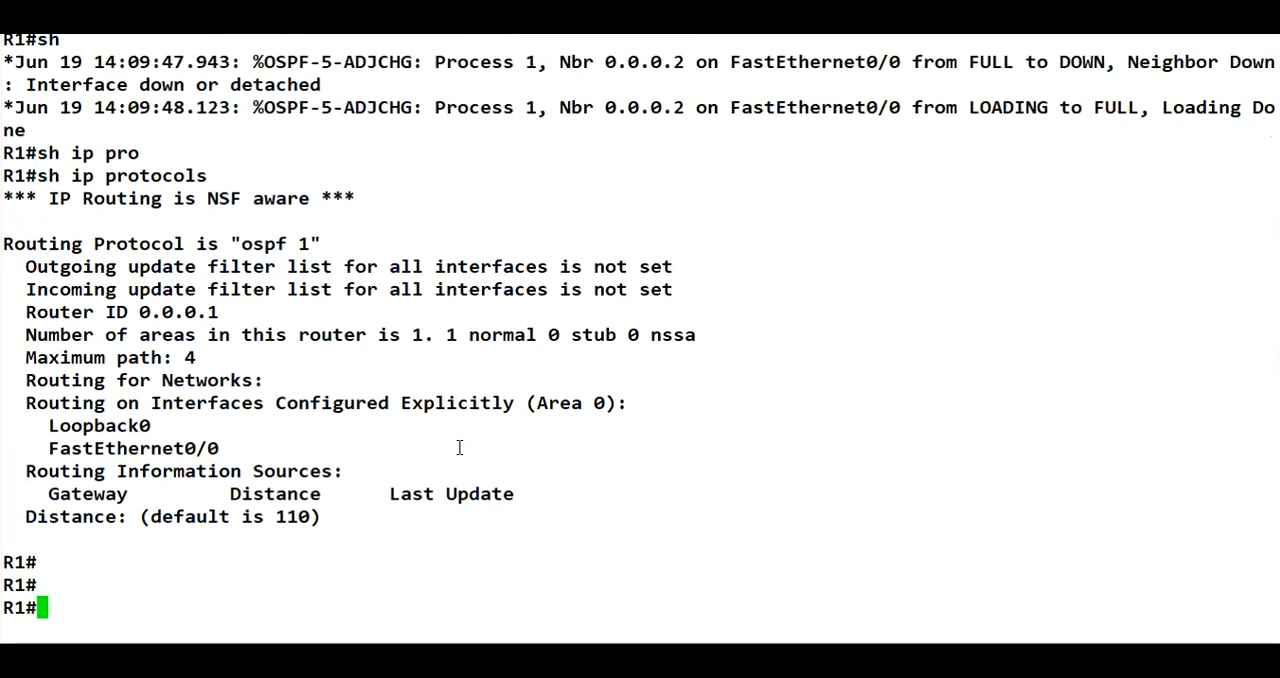 R1#sh
*Jun 19 14:09:47.943: %OSPF-5-ADJCHG: Process 1, Nbr 0.0.0.2 on FastEthernet0/0 from FULL to DOWN, Neighbor Down
: Interface down or detached
*Jun 19 14:09:48.123: %OSPF-5-ADJCHG: Process 1, Nbr 0.0.0.2 on FastEthernet0/0 from LOADING to FULL, Loading Do
ne
R1#sh ip pro
R1#sh ip protocols
*** IP Routing is NSF aware ***

Routing Protocol is "ospf 1"
  Outgoing update filter list for all interfaces is not set
  Incoming update filter list for all interfaces is not set
  Router ID 0.0.0.1
  Number of areas in this router is 1. 1 normal 0 stub 0 nssa
  Maximum path: 4
  Routing for Networks:
  Routing on Interfaces Configured Explicitly (Area 0):
    Loopback0
    FastEthernet0/0
  Routing Information Sources:
    Gateway         Distance      Last Update
  Distance: (default is 110)

R1#
R1#
R1#